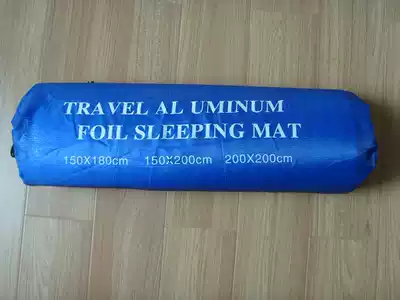 TRAVEL AL UMINUM
FOIL SLEEPING MAT
150X180cm 150X200cm 200X200cm